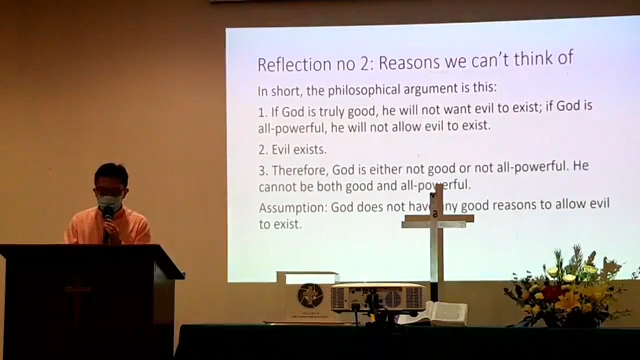 Reflection no 2: Reasons we can't think of
In short, the philosophical argument is this:
1. If God is truly good, he will not want evil to exist; if God is
all-powerful, he will not allow evil to exist.
2. Evil exists.
3. Therefore, God is either not good or not all-powerful. He
cannot be both good and all-powerful.
Assumption: God does not have any good reasons to allow evil
to exist.